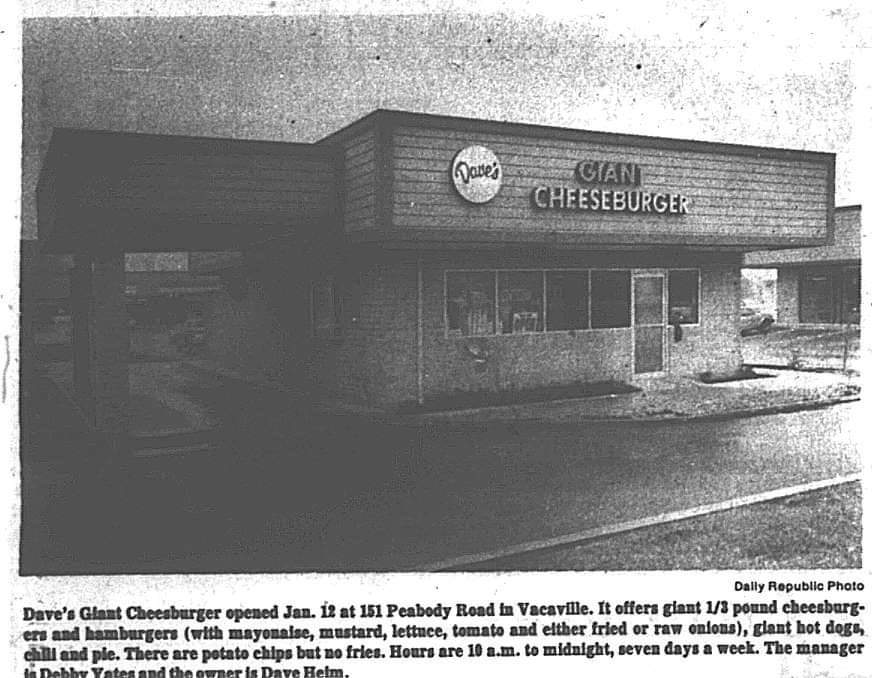 Dave's
GIAN
CHEESEBURGER
Daily Republic Photo
Dave's Giant Cheesburger opened Jan. 12 at 151 Peabody Road in Vacaville. It offers giant 1/3 pound cheesburg-
ers and hamburgers (with mayonaise, mustard, lettuce, tomato and either fried or raw onions), giant hot dogs,
chili and pie. There are potato chips but no fries. Hours are 10 a.m. to midnight, seven days a week. The manager
is Debby Yates and the owner is Dave Heim.